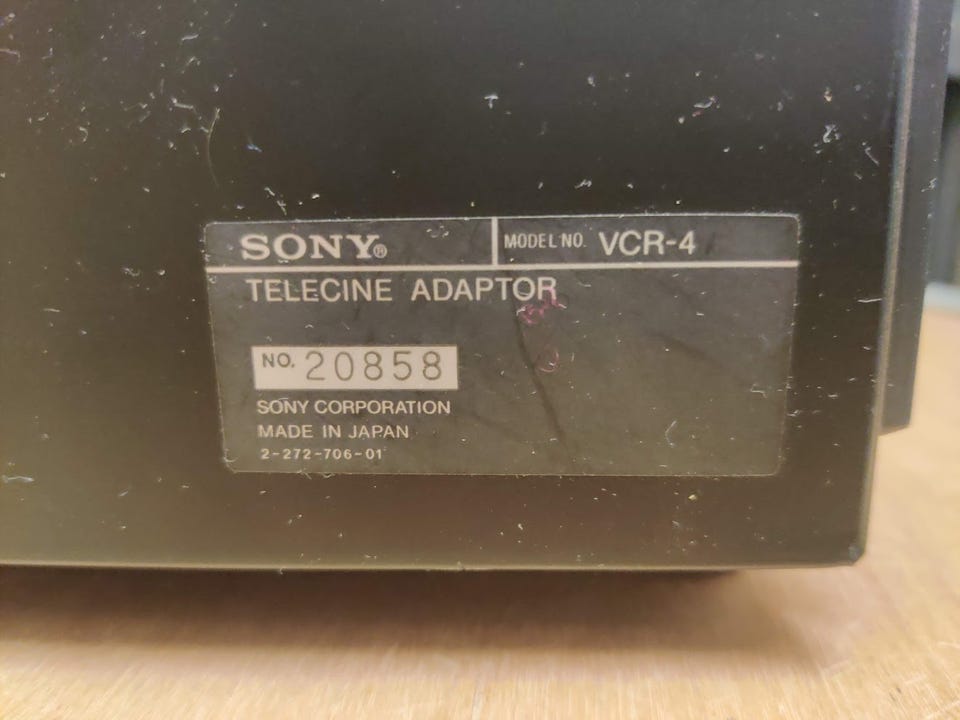 SONY® MODEL NO. VCR-4
TELECINE ADAPTOR
NO. 20858
SONY CORPORATION
MADE IN JAPAN
2-272-706-01